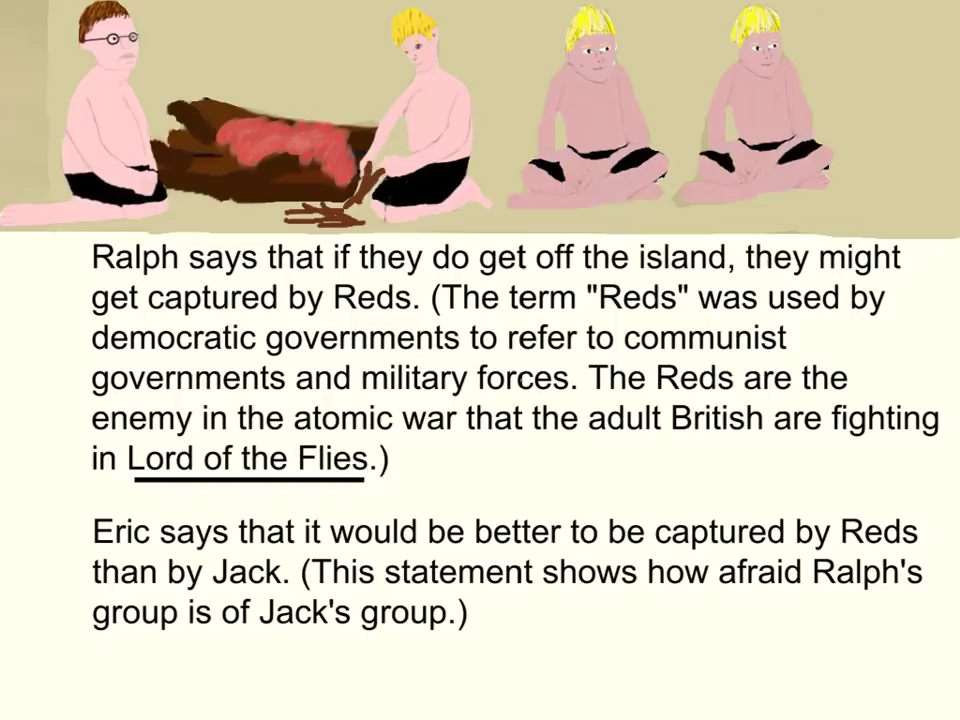 Ralph says that if they do get off the island, they might
get captured by Reds. (The term "Reds" was used by
democratic governments to refer to communist
governments and military forces. The Reds are the
enemy in the atomic war that the adult British are fighting
in Lord of the Flies.)
Eric says that it would be better to be captured by Reds
than by Jack. (This statement shows how afraid Ralph's
group is of Jack's group.)